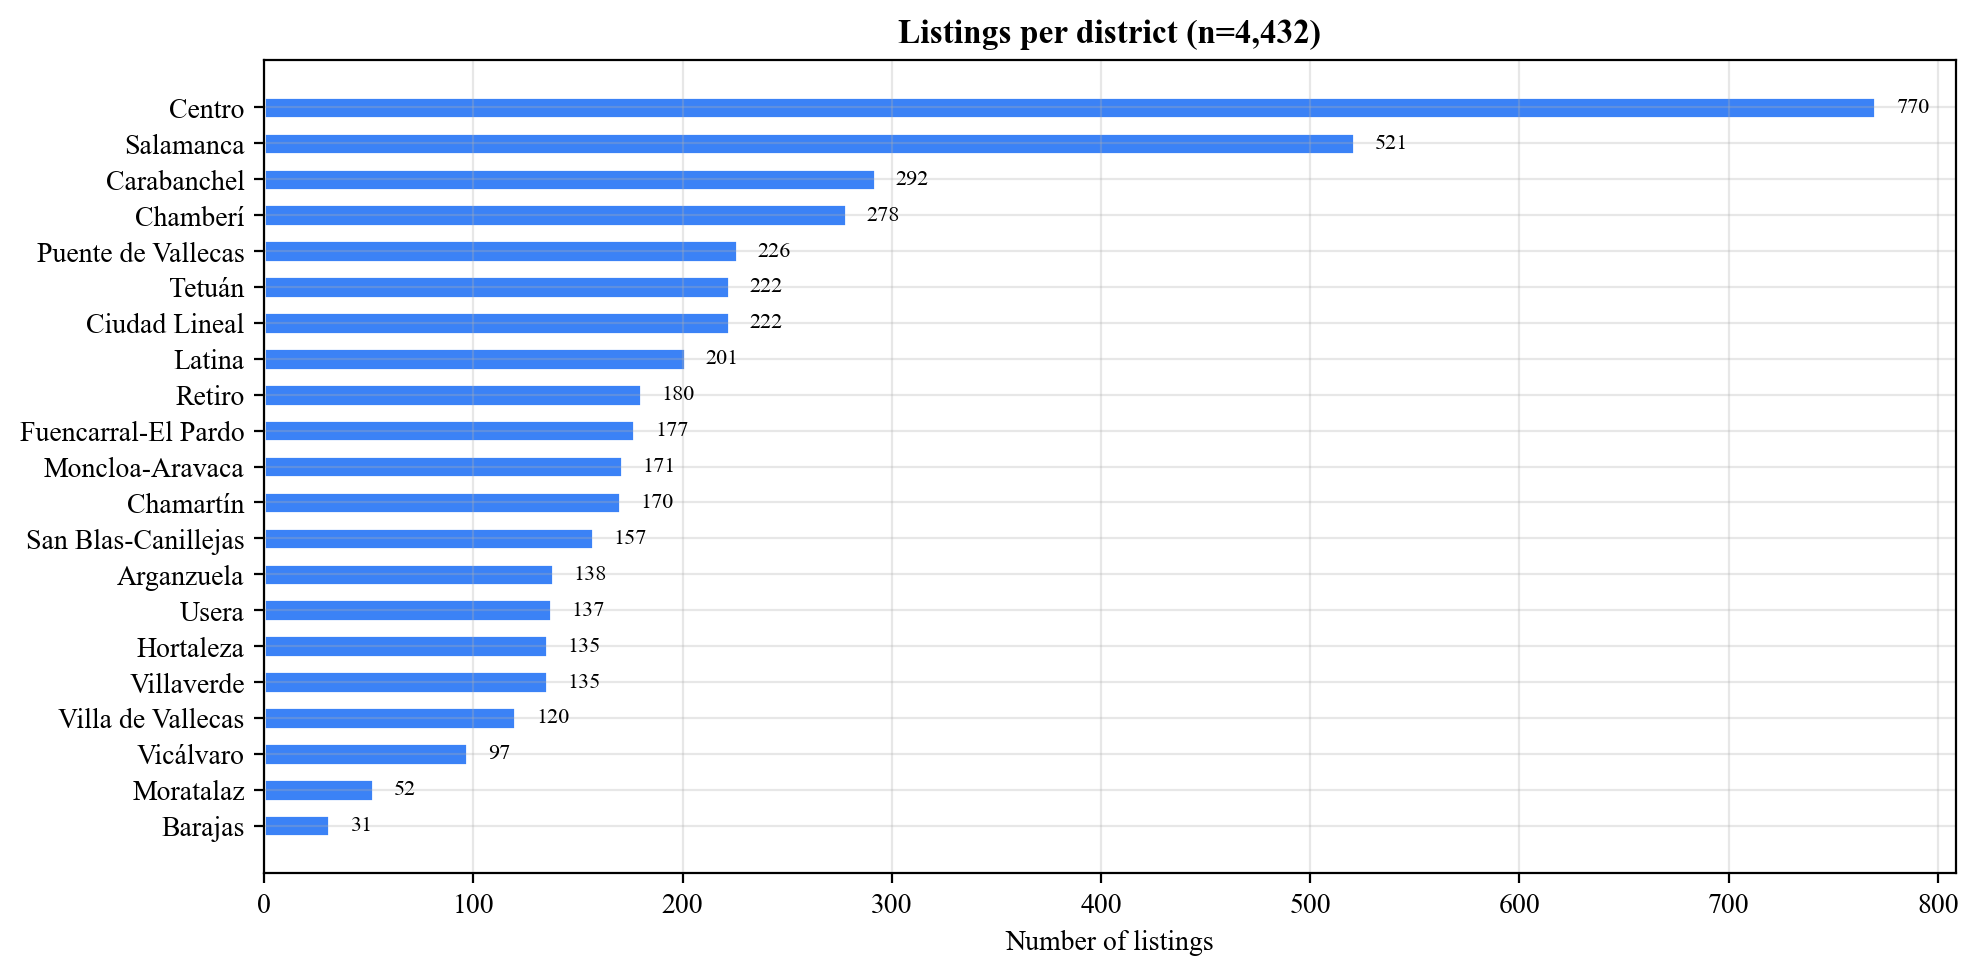 Listings per district (n=4,432)
Centro 770
Salamanca 521
Carabanchel 292
Chamberí 278
Puente de Vallecas 226
Tetuán 222
Ciudad Lineal 222
Latina 201
Retiro 180
Fuencarral-El Pardo 177
Moncloa-Aravaca 171
Chamartín 170
San Blas-Canillejas 157
Arganzuela 138
Usera 137
Hortaleza 135
Villaverde 135
Villa de Vallecas 120
Vicálvaro 97
Moratalaz 52
Barajas 31
0 100 200 300 400 500 600 700 800
Number of listings